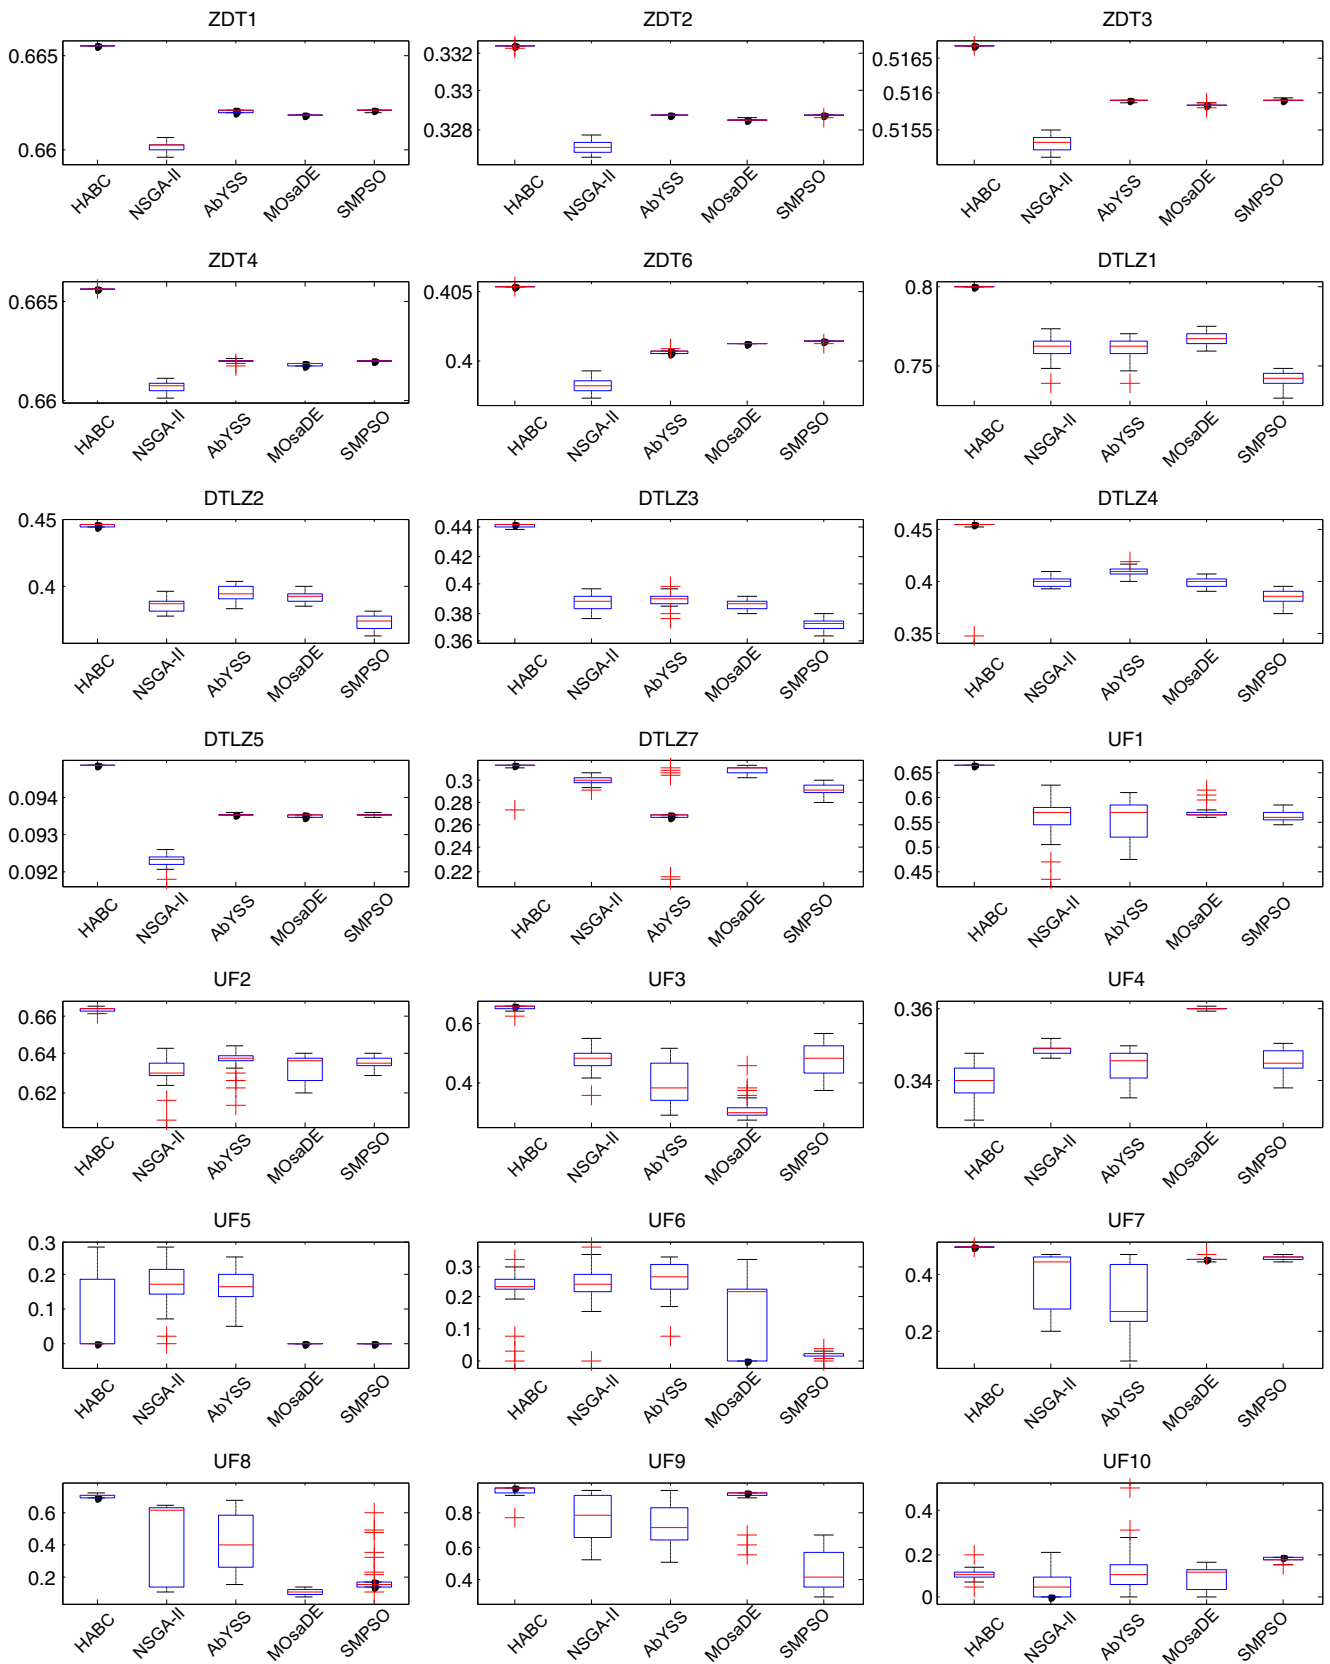 ZDT1 ZDT2 ZDT3
0.665 0.332 0.5165
0.33 0.516
0.66 0.328 0.5155
HABC NSGA-II AbYSS MOsaDE SMPSO HABC NSGA-II AbYSS MOsaDE SMPSO HABC NSGA-II AbYSS MOsaDE SMPSO
ZDT4 ZDT6 DTLZ1
0.665 0.405 0.8
0.66 0.4 0.75
HABC NSGA-II AbYSS MOsaDE SMPSO HABC NSGA-II AbYSS MOsaDE SMPSO HABC NSGA-II AbYSS MOsaDE SMPSO
DTLZ2 DTLZ3 DTLZ4
0.45 0.44 0.45
0.42
0.4 0.4 0.4
0.38
0.36 0.35
HABC NSGA-II AbYSS MOsaDE SMPSO HABC NSGA-II AbYSS MOsaDE SMPSO HABC NSGA-II AbYSS MOsaDE SMPSO
DTLZ5 DTLZ7 UF1
0.3 0.65
0.094 0.28 0.6
0.26 0.55
0.093 0.24 0.5
0.092 0.22 0.45
HABC NSGA-II AbYSS MOsaDE SMPSO HABC NSGA-II AbYSS MOsaDE SMPSO HABC NSGA-II AbYSS MOsaDE SMPSO
UF2 UF3 UF4
0.66 0.6 0.36
0.64
0.62 0.4 0.34
HABC NSGA-II AbYSS MOsaDE SMPSO HABC NSGA-II AbYSS MOsaDE SMPSO HABC NSGA-II AbYSS MOsaDE SMPSO
UF5 UF6 UF7
0.3 0.3
0.2 0.2 0.4
0.1 0.1 0.2
0 0
HABC NSGA-II AbYSS MOsaDE SMPSO HABC NSGA-II AbYSS MOsaDE SMPSO HABC NSGA-II AbYSS MOsaDE SMPSO
UF8 UF9 UF10
0.6 0.8 0.4
0.4 0.6 0.2
0.2 0.4 0
HABC NSGA-II AbYSS MOsaDE SMPSO HABC NSGA-II AbYSS MOsaDE SMPSO HABC NSGA-II AbYSS MOsaDE SMPSO